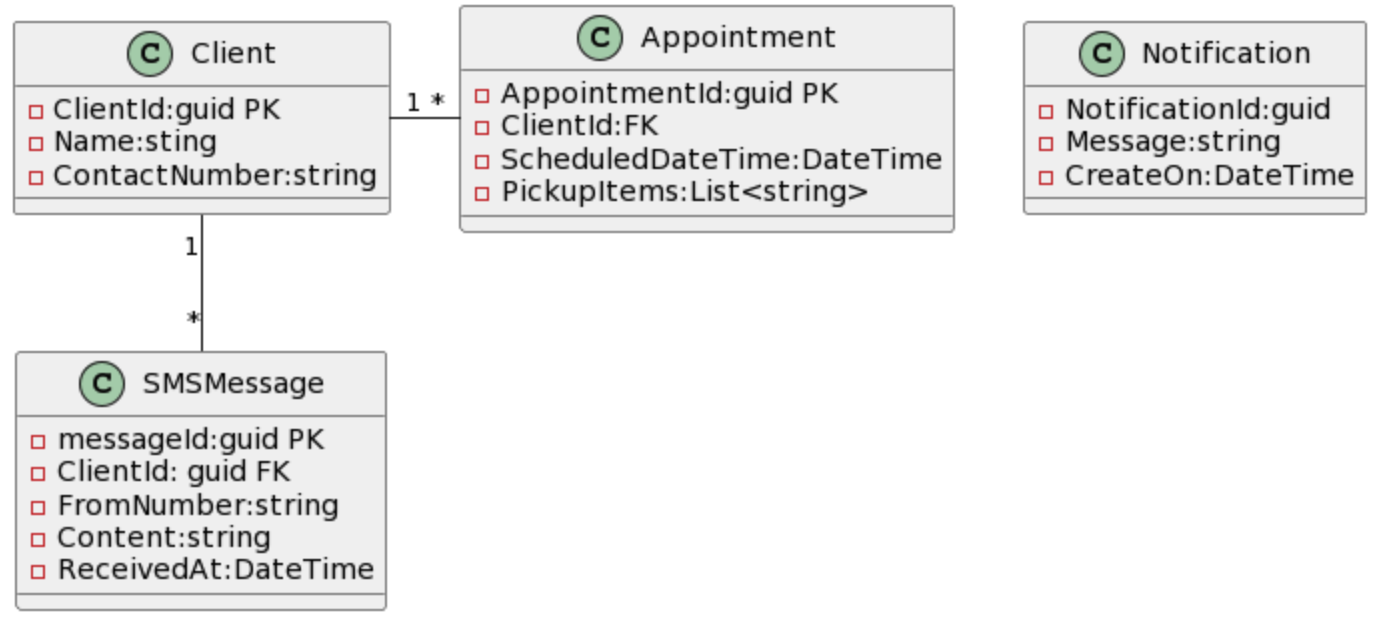 C Client
ClientId:guid PK
Name:sting
ContactNumber:string
1 *
C Appointment
AppointmentId:guid PK
ClientId:FK
ScheduledDateTime:DateTime
PickupItems:List<string>
C Notification
NotificationId:guid
Message:string
CreateOn:DateTime
1
*
C SMSMessage
messageId:guid PK
ClientId: guid FK
FromNumber:string
Content:string
ReceivedAt:DateTime